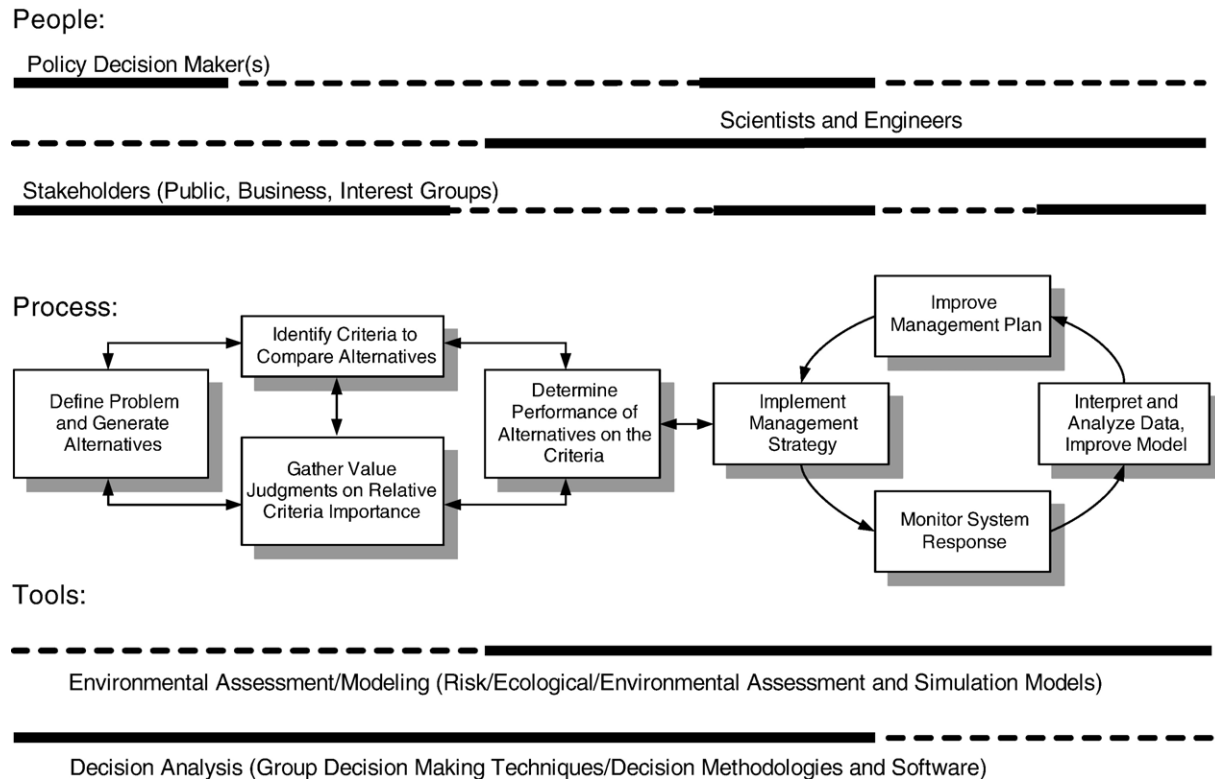 People:
Policy Decision Maker(s)
Scientists and Engineers
Stakeholders (Public, Business, Interest Groups)
Process:
Define Problem
and Generate
Alternatives
Identify Criteria to
Compare Alternatives
Gather Value
Judgments on Relative
Criteria Importance
Determine
Performance of
Alternatives on the
Criteria
Implement
Management
Strategy
Improve
Management Plan
Monitor System
Response
Interpret and
Analyze Data,
Improve Model
Tools:
Environmental Assessment/Modeling (Risk/Ecological/Environmental Assessment and Simulation Models)
Decision Analysis (Group Decision Making Techniques/Decision Methodologies and Software)